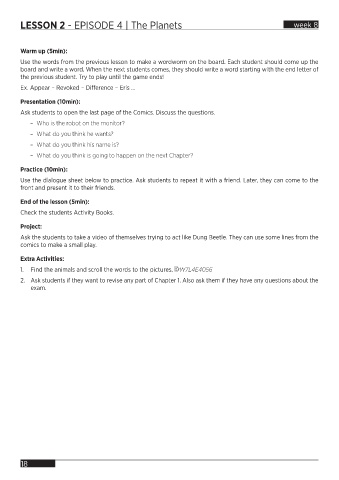 LESSON 2 - EPISODE 4 | The Planets
week 8
Warm up (5min):
Use the words from the previous lesson to make a wordworm on the board. Each student should come up the
board and write a word. When the next students comes, they should write a word starting with the end letter of
the previous student. Try to play until the game ends!
Ex. Appear – Revoked – Difference – Eris ...
Presentation (10min):
Ask students to open the last page of the Comics. Discuss the questions.
– Who is the robot on the monitor?
– What do you think he wants?
– What do you think his name is?
– What do you think is going to happen on the next Chapter?
Practice (10min):
Use the dialogue sheet below to practice. Ask students to repeat it with a friend. Later, they can come to the
front and present it to their friends.
End of the lesson (5min):
Check the students Activity Books.
Project:
Ask the students to take a video of themselves trying to act like Dung Beetle. They can use some lines from the
comics to make a small play.
Extra Activities:
1. Find the animals and scroll the words to the pictures. @W7L4E4056
2. Ask students if they want to revise any part of Chapter 1. Also ask them if they have any questions about the
exam.
18